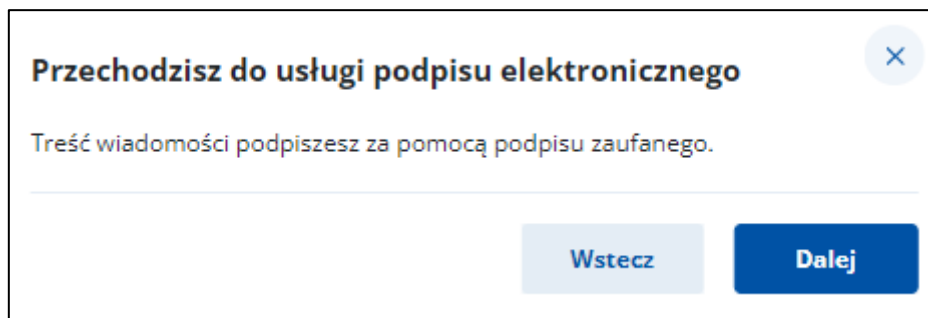 Przechodzisz do usługi podpisu elektronicznego
Treść wiadomości podpiszesz za pomocą podpisu zaufanego.
Wstecz
Dalej